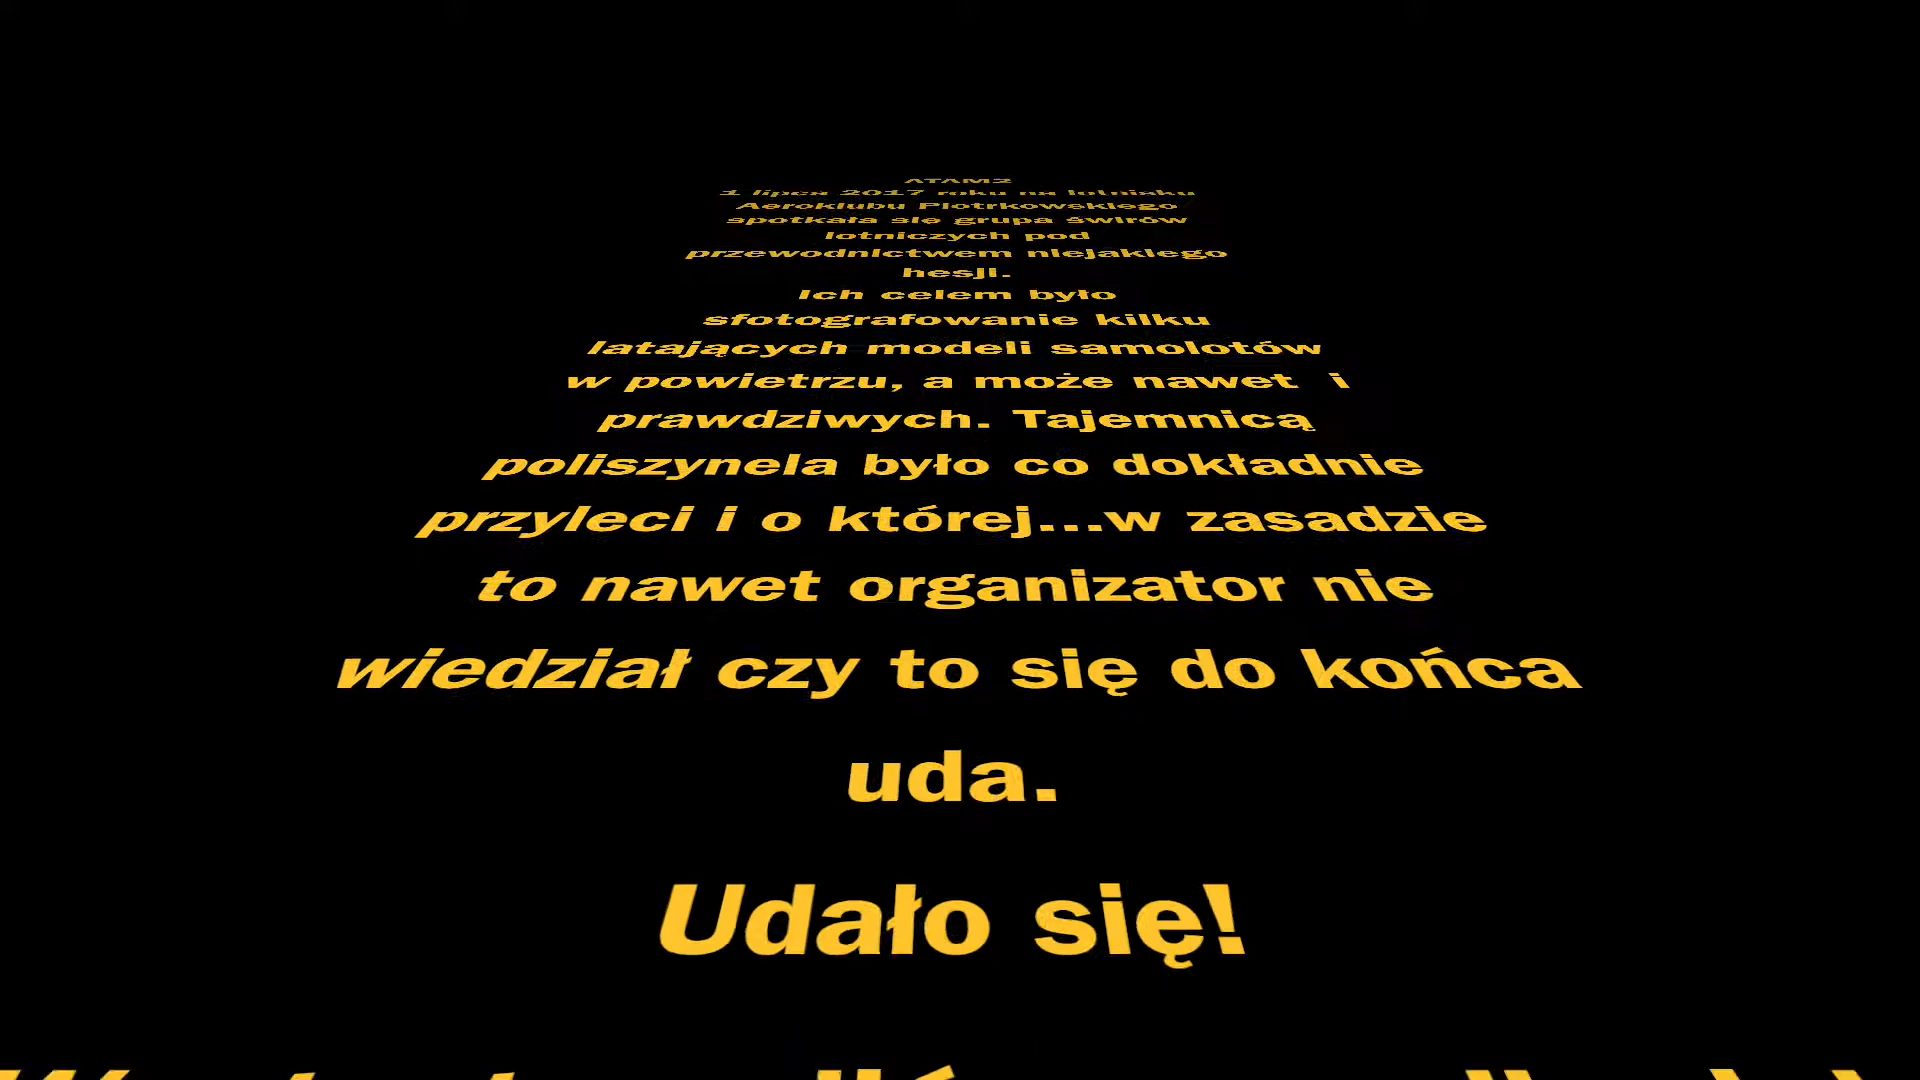 ATAM2
1 lipca 2017 roku na lotnisku
Aeroklubu Piotrkowskiego
spotkała się grupa świrów
lotniczych pod
przewodnictwem niejakiego
hesji.
Ich celem było
sfotografowanie kilku
latających modeli samolotów
w powietrzu, a może nawet i
prawdziwych. Tajemnicą
poliszynela było co dokładnie
przyleci i o której...w zasadzie
to nawet organizator nie
wiedział czy to się do końca
uda.
Udało się!